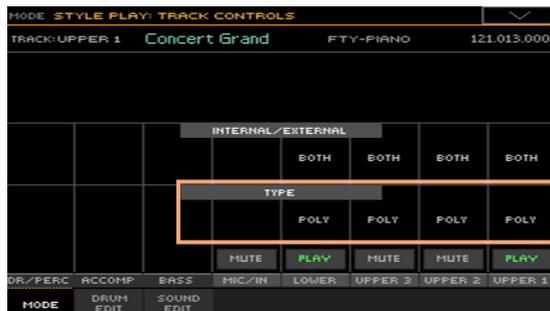 MODE STYLE PLAY: TRACK CONTROLS
TRACK:UPPER 1 Concert Grand FTY-PIANO 121.013.000
INTERNAL/EXTERNAL
BOTH BOTH BOTH BOTH
TYPE
POLY POLY POLY POLY
MUTE PLAY MUTE MUTE PLAY
DR/PERC ACCOMP BASS MIC/IN LOWER UPPER 3 UPPER 2 UPPER 1
MODE DRUM EDIT SOUND EDIT